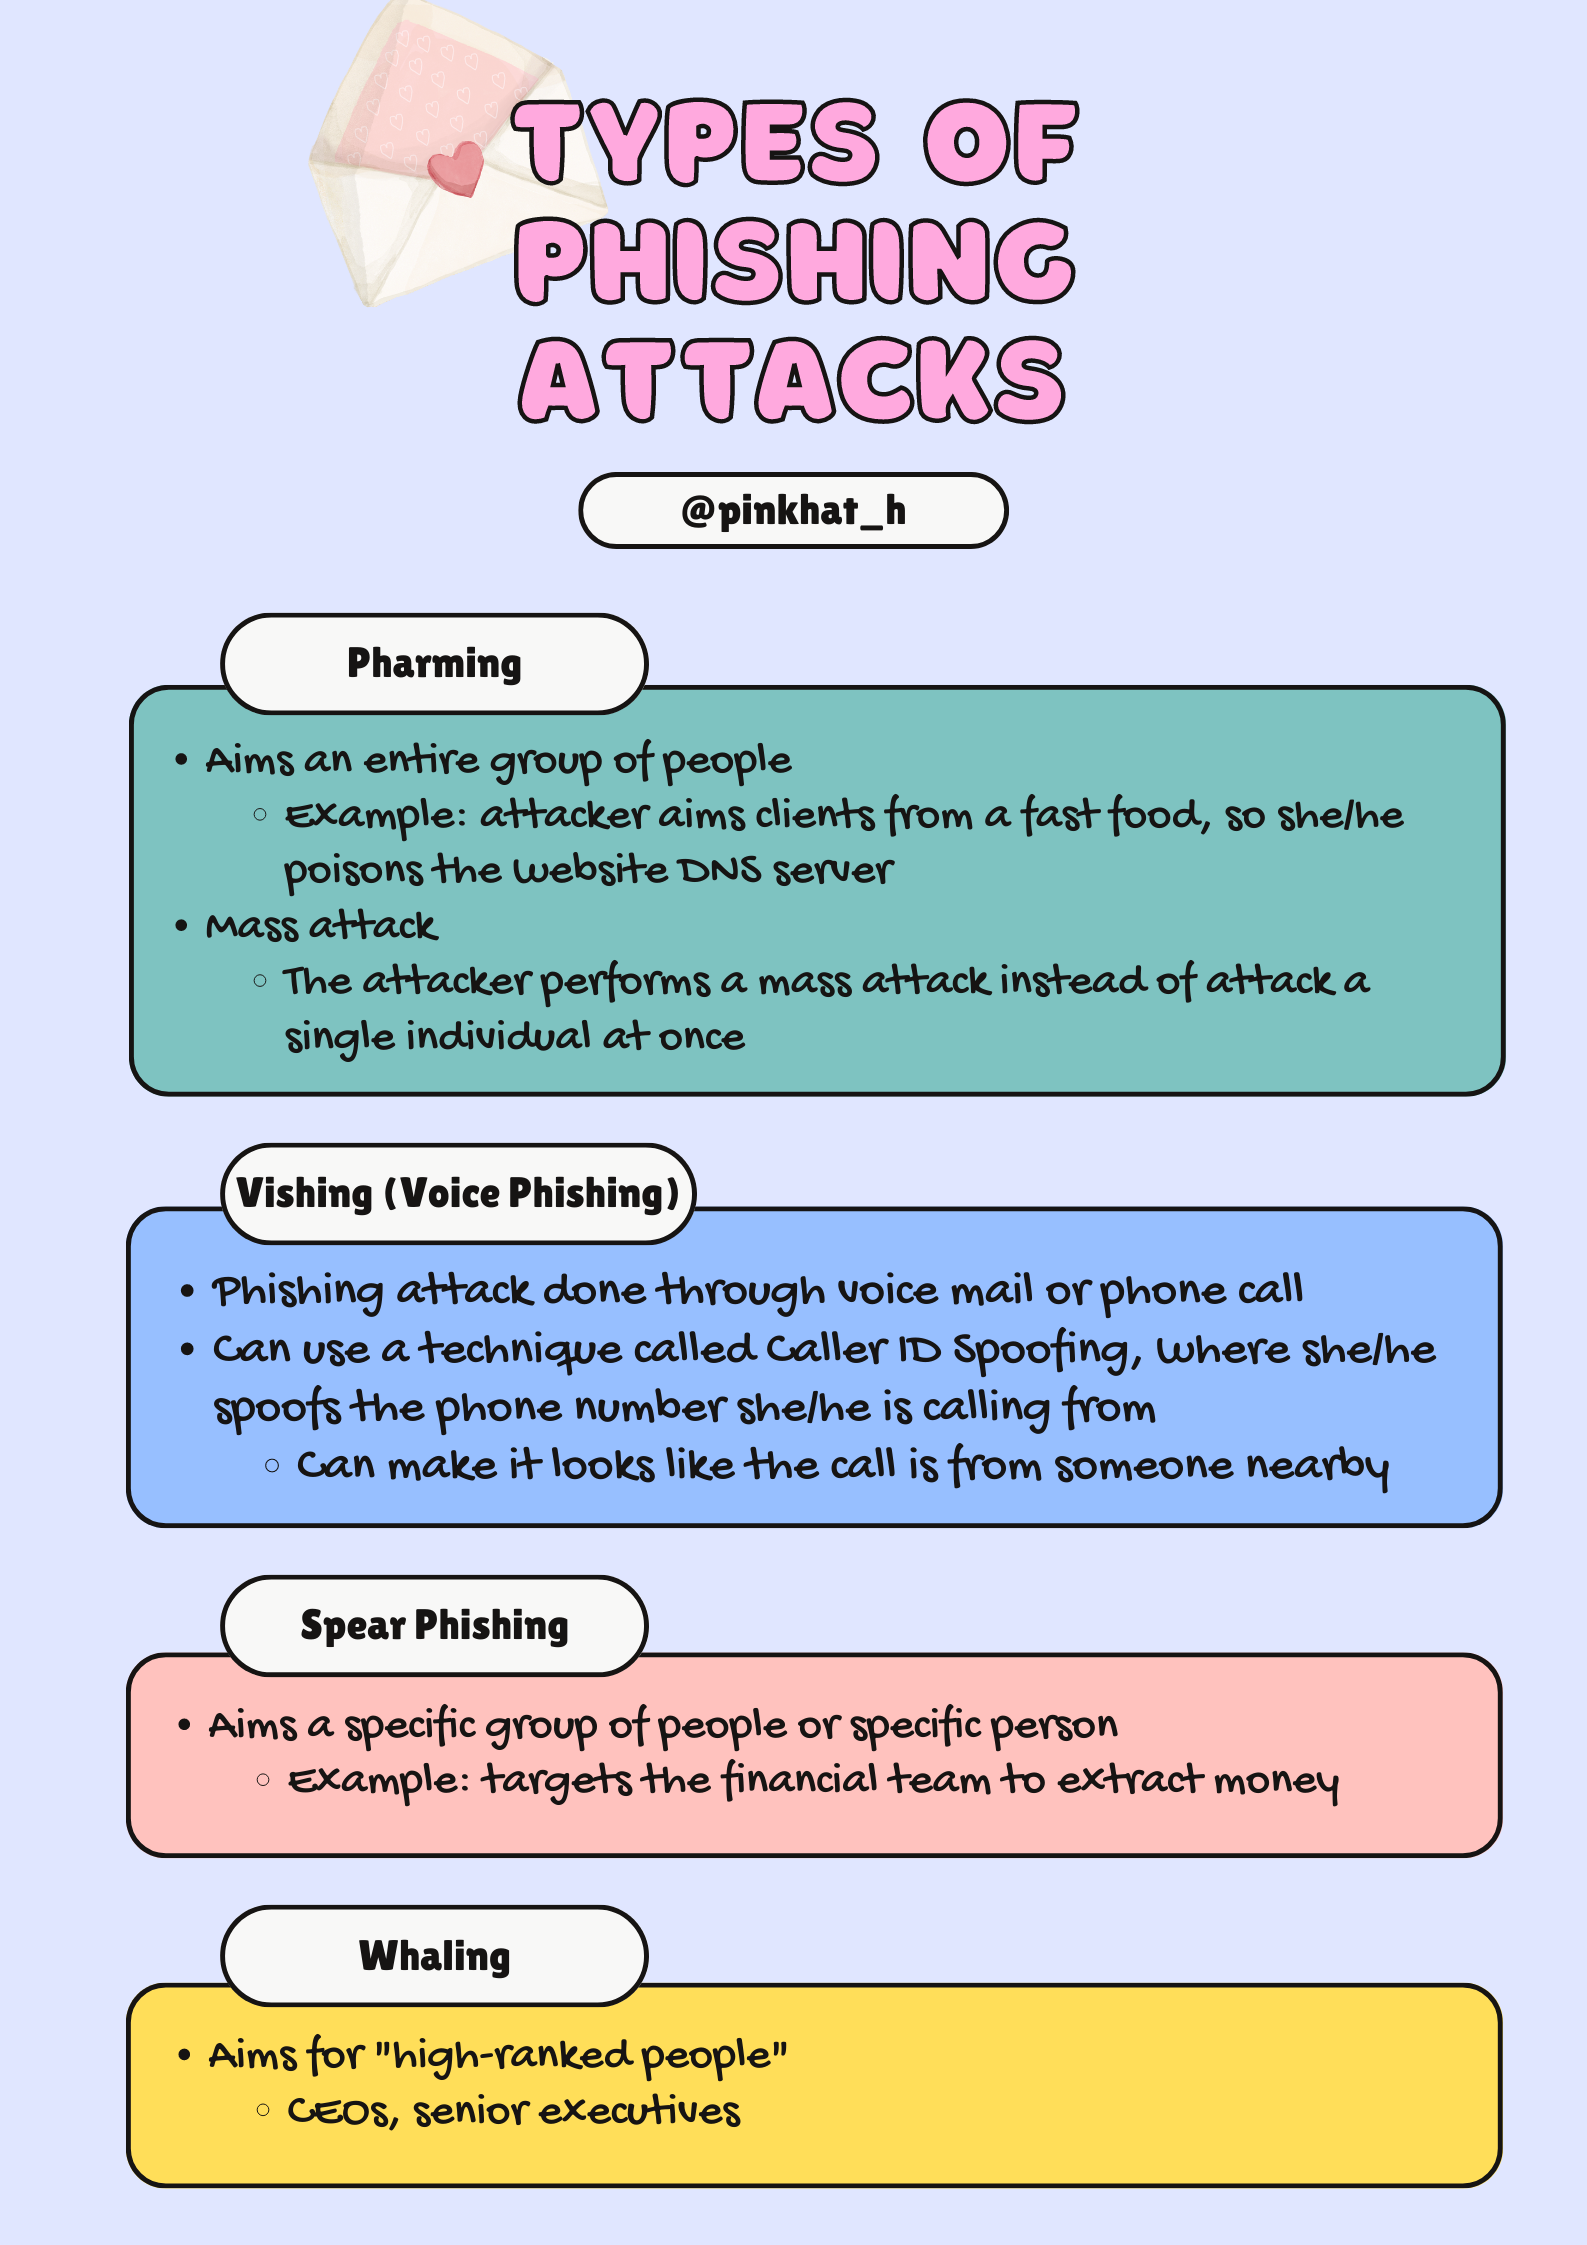 TYPES OF
PHISHING
ATTACKS
@pinkhat_h
Pharming
• Aims an entire group of people
○ Example: attacker aims clients from a fast food, so she/he
poisons the website DNS server
• Mass attack
○ The attacker performs a mass attack instead of attack a
single individual at once
Vishing (Voice Phishing)
• Phishing attack done through voice mail or phone call
• Can use a technique called Caller ID Spoofing, where she/he
spoofs the phone number she/he is calling from
○ Can make it looks like the call is from someone nearby
Spear Phishing
• Aims a specific group of people or specific person
○ Example: targets the financial team to extract money
Whaling
• Aims for "high-ranked people"
○ CEOs, senior executives